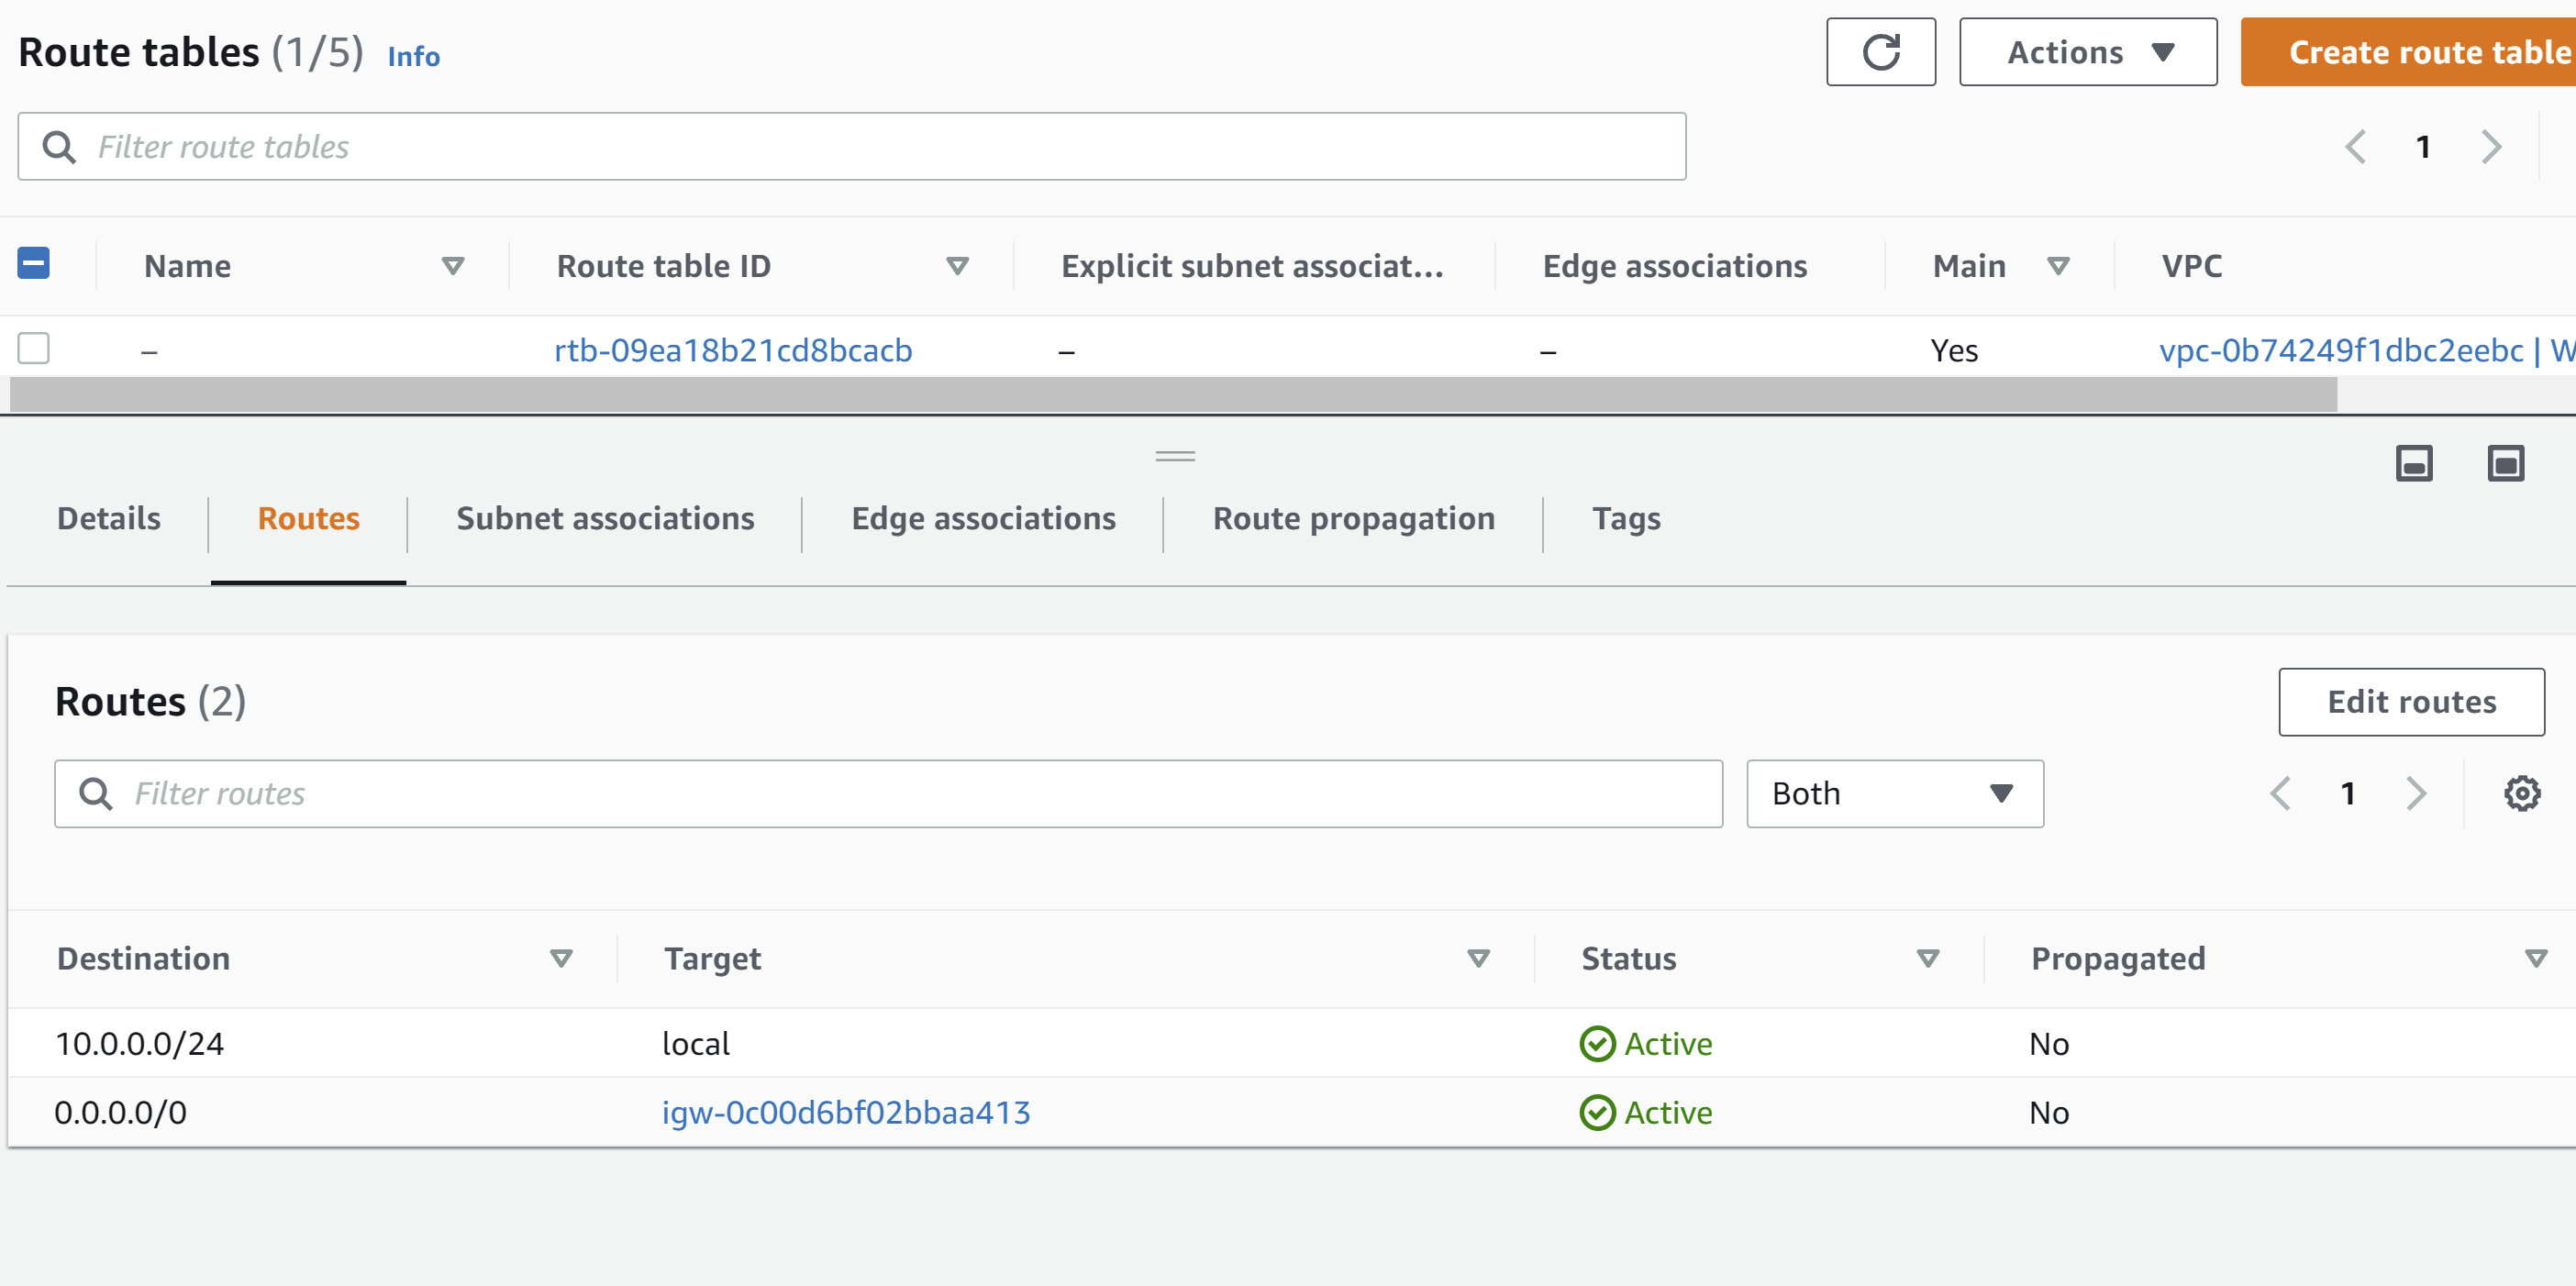 Route tables (1/5) Info
Actions
Create route table
Filter route tables
1
Name Route table ID Explicit subnet associat... Edge associations Main VPC
– rtb-09ea18b21cd8bcacb – – Yes vpc-0b74249f1dbc2eebc | W
Details Routes Subnet associations Edge associations Route propagation Tags
Routes (2)
Edit routes
Filter routes
Both
1
Destination Target Status Propagated
10.0.0.0/24 local Active No
0.0.0.0/0 igw-0c00d6bf02bbaa413 Active No